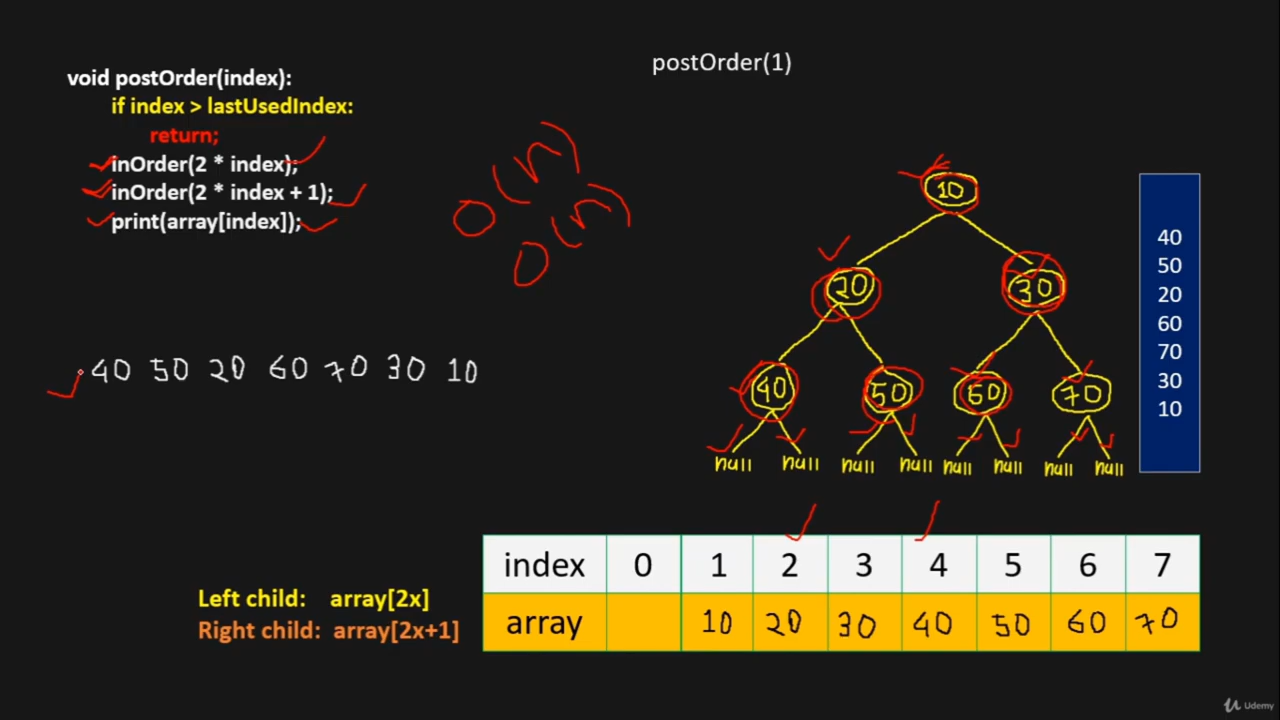 void postOrder(index):
if index > lastUsedIndex:
return;
inOrder(2 * index);
inOrder(2 * index + 1);
print(array[index]);
O(n)
O(n)
postOrder(1)
10
20 30
40 50 60 70
null null null null null null null null
40
50
20
60
70
30
10
40 50 20 60 70 30 10
Left child: array[2x]
Right child: array[2x+1]
index 0 1 2 3 4 5 6 7
array 10 20 30 40 50 60 70
Udemy